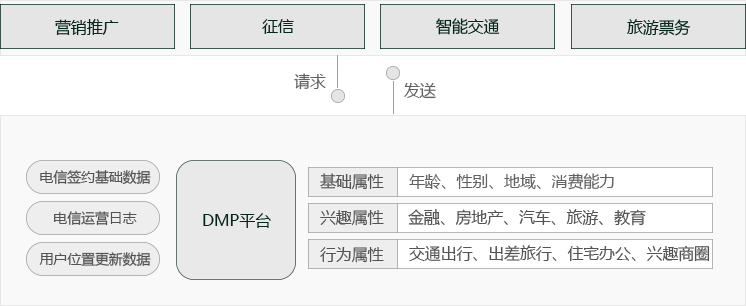 营销推广
征信
智能交通
旅游票务
请求
发送
电信签约基础数据
电信运营日志
用户位置更新数据
DMP平台
基础属性 年龄、性别、地域、消费能力
兴趣属性 金融、房地产、汽车、旅游、教育
行为属性 交通出行、出差旅行、住宅办公、兴趣商圈